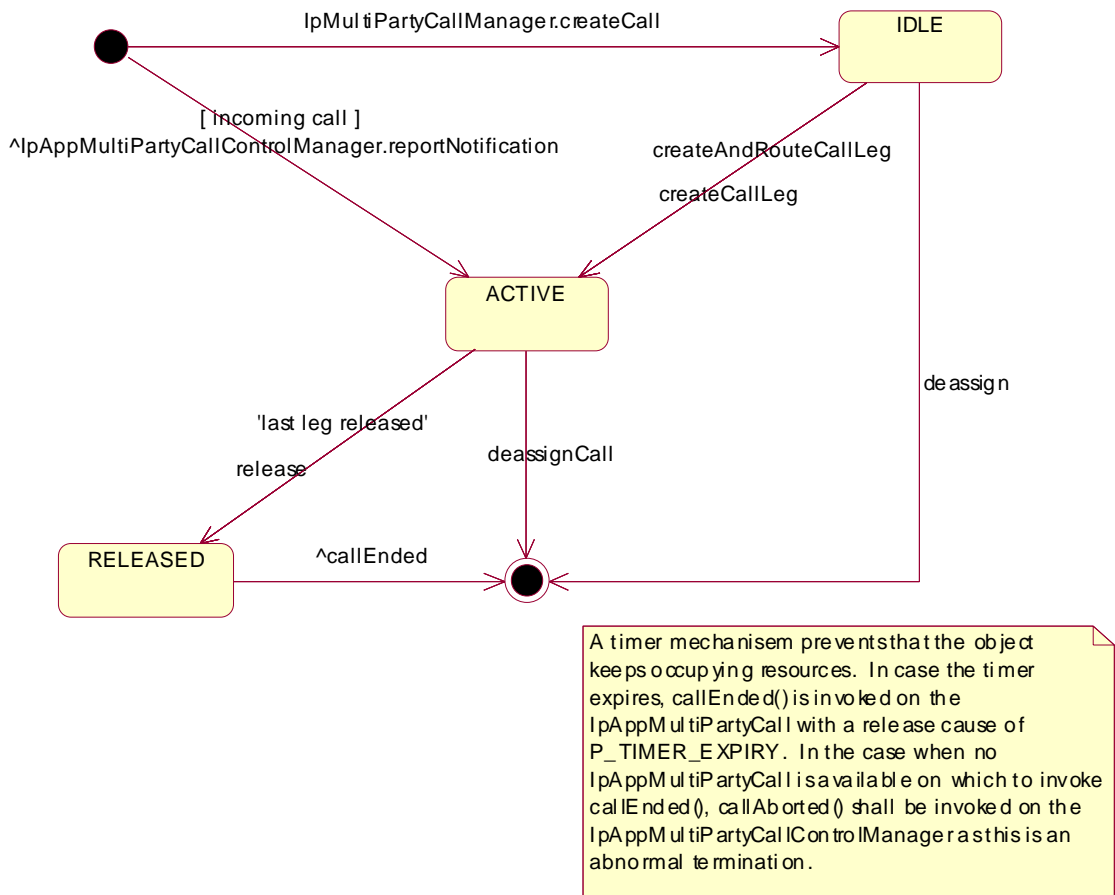 IpMultiPartyCallManager.createCall
IDLE
[ incoming call ]
^IpAppMultiPartyCallControlManager.reportNotification
createAndRouteCallLeg
createCallLeg
ACTIVE
deassign
'last leg released'
release
deassignCall
RELEASED
^callEnded
A timer mechanisem prevents that the object
keeps occupying resources. In case the timer
expires, callEnded() is invoked on the
IpAppMultiPartyCall with a release cause of
P_TIMER_EXPIRY. In the case when no
IpAppMultiPartyCall is available on which to invoke
callEnded(), callAborted() shall be invoked on the
IpAppMultiPartyCallControlManager as this is an
abnormal termination.